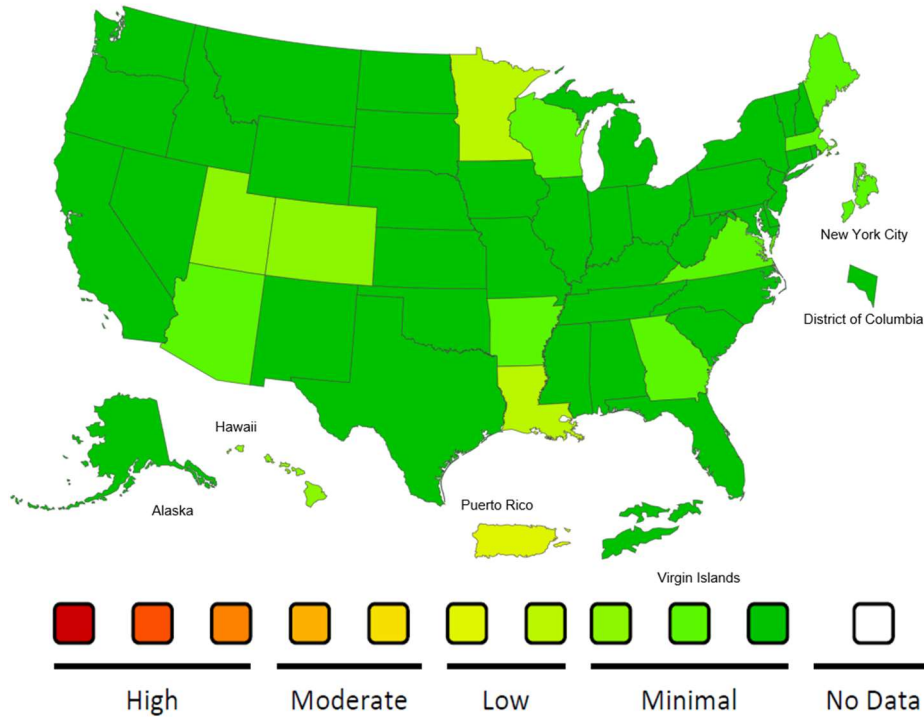 New York City
District of Columbia
Hawaii
Alaska
Puerto Rico
Virgin Islands
High Moderate Low Minimal No Data